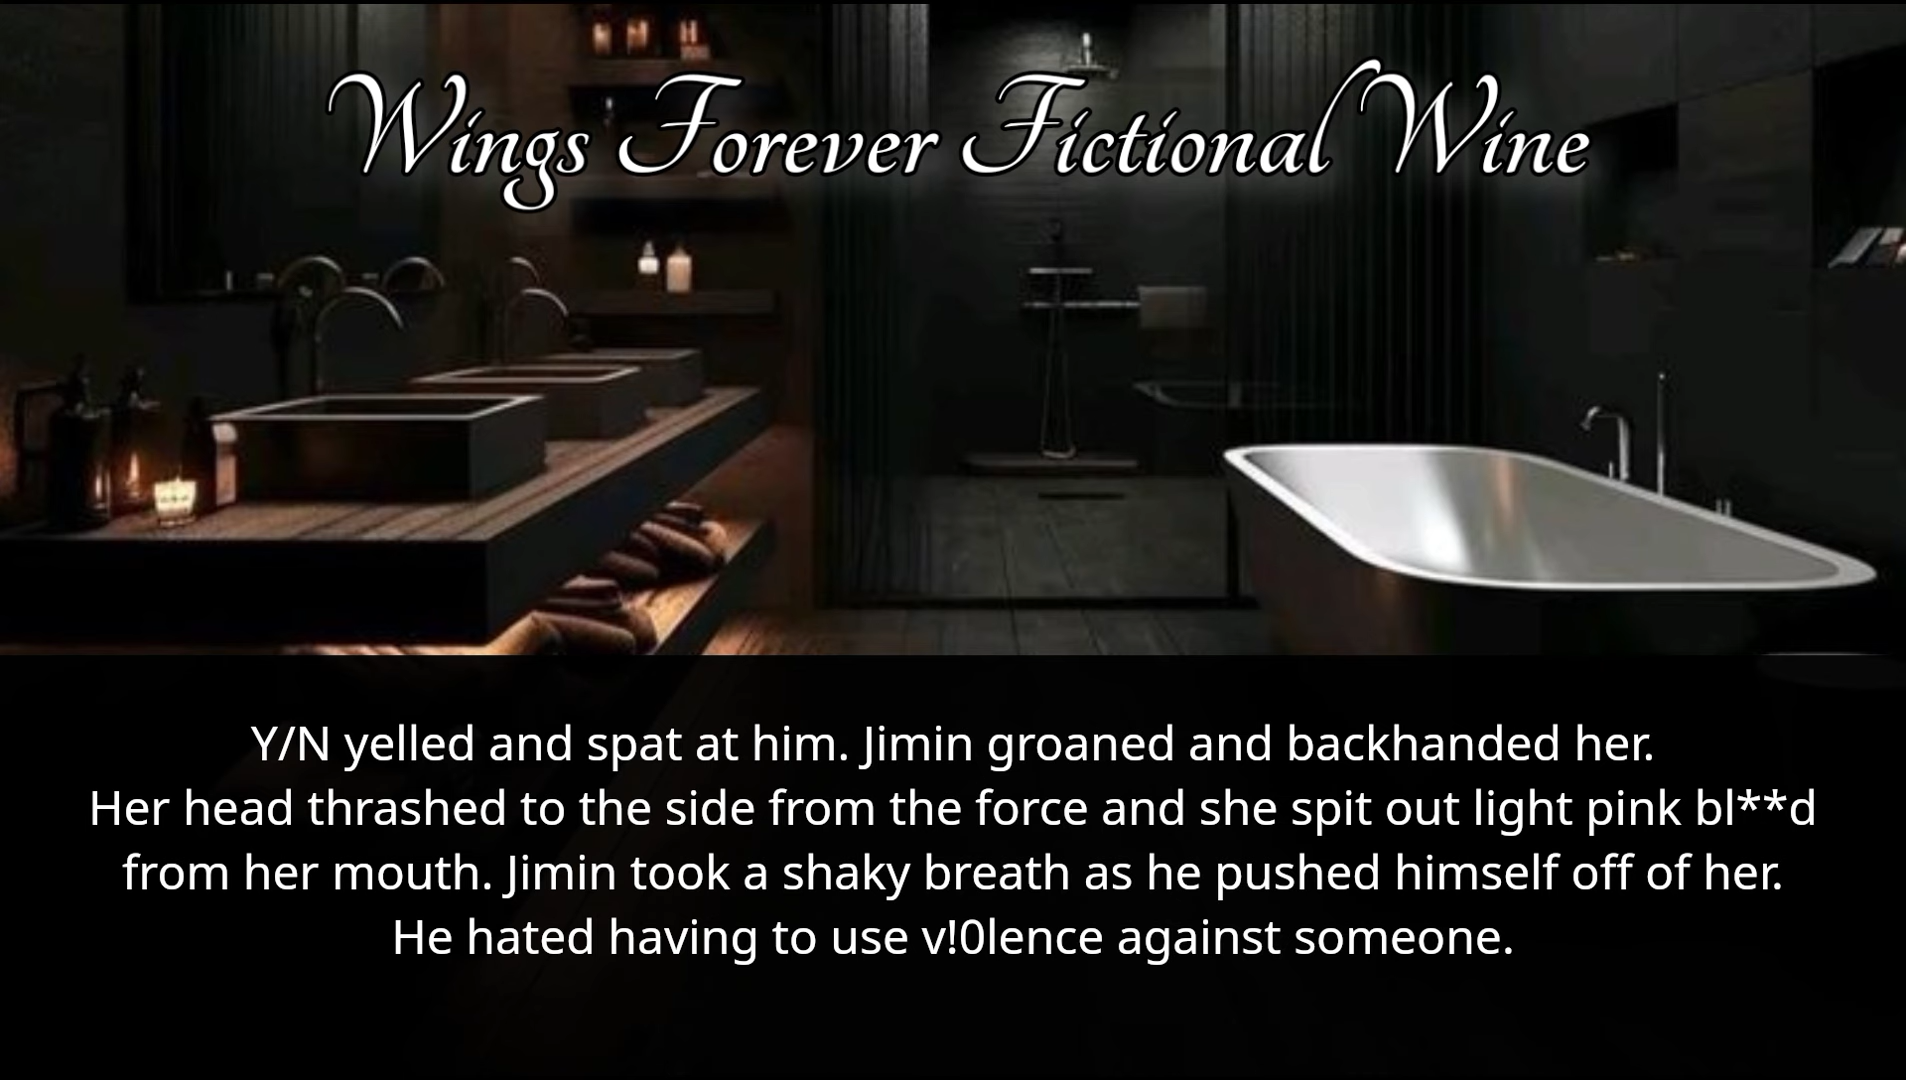 Wings Forever Fictional Wine
Y/N yelled and spat at him. Jimin groaned and backhanded her.
Her head thrashed to the side from the force and she spit out light pink bl**d
from her mouth. Jimin took a shaky breath as he pushed himself off of her.
He hated having to use v!0lence against someone.